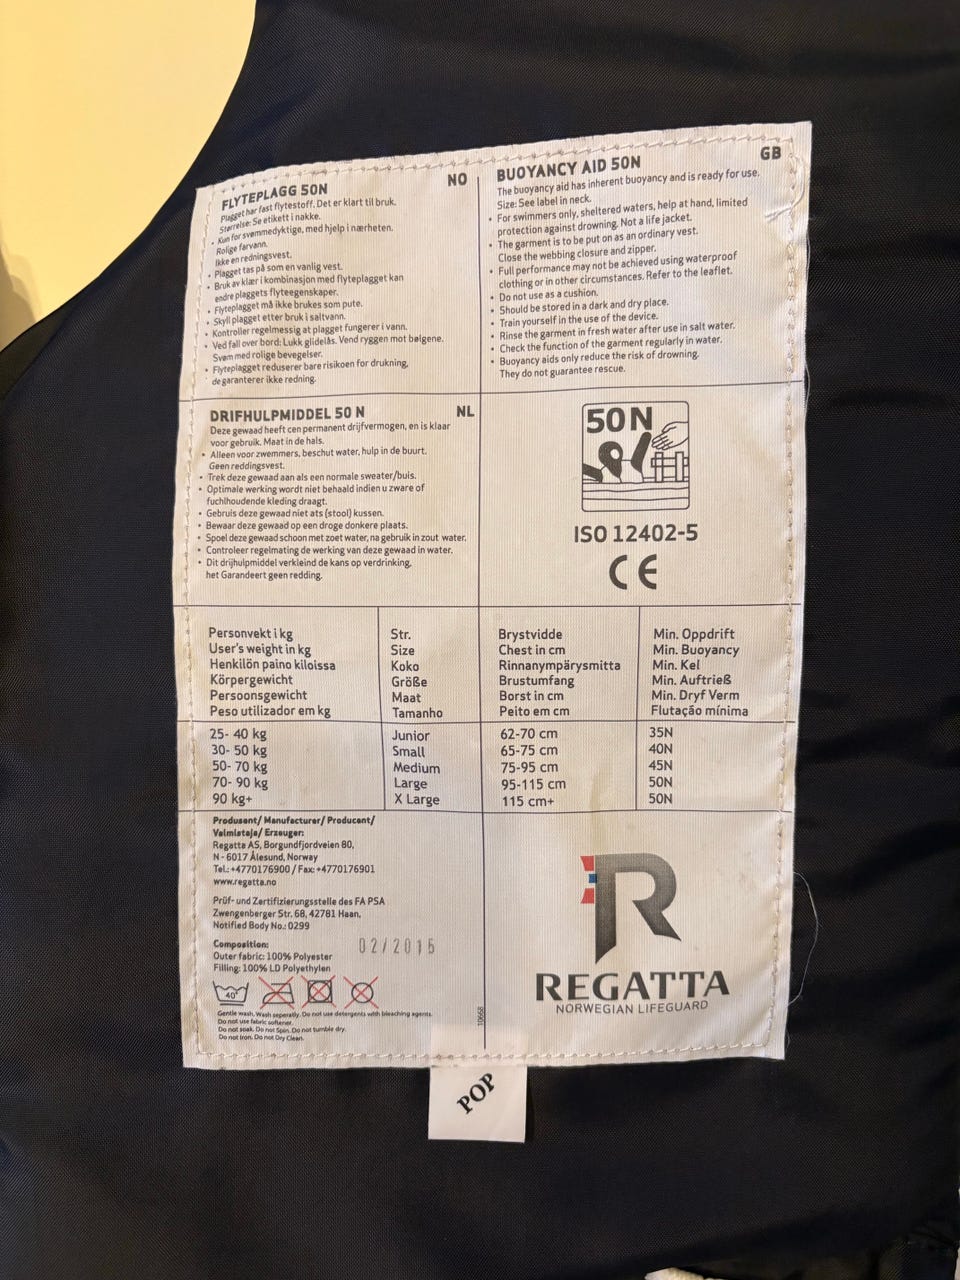 FLYTEPLAGG 50N
NO
Plagget har fast flytestoff. Det er klart til bruk.
Størrelse: Se etikett i nakke.
• Kun for svømmedyktige, med hjelp i nærheten.
Rolige farvann.
Ikke en redningsvest.
• Plagget tas på som en vanlig vest.
• Bruk av klær i kombinasjon med flyteplagget kan
endre plaggets flyteegenskaper.
• Flyteplagget må ikke brukes som pute.
• Skyll plagget etter bruk i saltvann.
• Kontroller regelmessig at plagget fungerer i vann.
• Ved fall over bord: Lukk glidelås. Vend ryggen mot bølgene.
Svøm med rolige bevegelser.
• Flyteplagget reduserer bare risikoen for drukning,
de garanterer ikke redning.
BUOYANCY AID 50N
GB
The buoyancy aid has inherent buoyancy and is ready for use.
Size: See label in neck.
• For swimmers only, sheltered waters, help at hand, limited
protection against drowning. Not a life jacket.
• The garment is to be put on as an ordinary vest.
Close the webbing closure and zipper.
• Full performance may not be achieved using waterproof
clothing or in other circumstances. Refer to the leaflet.
• Do not use as a cushion.
• Should be stored in a dark and dry place.
• Train yourself in the use of the device.
• Rinse the garment in fresh water after use in salt water.
• Check the function of the garment regularly in water.
• Buoyancy aids only reduce the risk of drowning.
They do not guarantee rescue.
DRIFHULPMIDDEL 50 N
NL
Deze gewaad heeft cen permanent drijfvermogen, en is klaar
voor gebruik. Maat in de hals.
• Alleen voor zwemmers, beschut water, hulp in de buurt.
Geen reddingsvest.
• Trek deze gewaad aan als een normale sweater/buis.
• Optimale werking wordt niet behaald indien u zware of
fuchlhoudende kleding draagt.
• Gebruis deze gewaad niet ats (stool) kussen.
• Bewaar deze gewaad op een droge donkere plaats.
• Spoel deze gewaad schoon met zoet water, na gebruik in zout water.
• Controleer regelmating de werking van deze gewaad in water.
• Dit drijhulpmiddel verkleind de kans op verdrinking,
het Garandeert geen redding.
50N
ISO 12402-5
CE
Personvekt i kg Str. Brystvidde Min. Oppdrift
User's weight in kg Size Chest in cm Min. Buoyancy
Henkilön paino kiloissa Koko Rinnanympärysmitta Min. Kel
Körpergewicht Größe Brustumfang Min. Auftrieß
Persoonsgewicht Maat Borst in cm Min. Dryf Verm
Peso utilizador em kg Tamanho Peito em cm Flutação mínima
25- 40 kg Junior 62-70 cm 35N
30- 50 kg Small 65-75 cm 40N
50- 70 kg Medium 75-95 cm 45N
70- 90 kg Large 95-115 cm 50N
90 kg+ X Large 115 cm+ 50N
Produsent/ Manufacturer/ Producent/
Valmistaja/ Erzeuger:
Regatta AS, Borgundfjordveien 80,
N - 6017 Ålesund, Norway
Tel.: +4770176900 / Fax: +4770176901
www.regatta.no
Prüf- und Zertifizierungsstelle des FA PSA
Zwengenberger Str. 68, 42781 Haan,
Notified Body No.: 0299
Composition:
02/2015
Outer fabric: 100% Polyester
Filling: 100% LD Polyethylen
40°
Gentle wash. Wash seperatly. Do not use detergents with bleaching agents.
Do not use fabric softener.
Do not soak. Do not Spin. Do not tumble dry.
Do not Iron. Do not Dry Clean.
10668
R
REGATTA
NORWEGIAN LIFEGUARD
POP